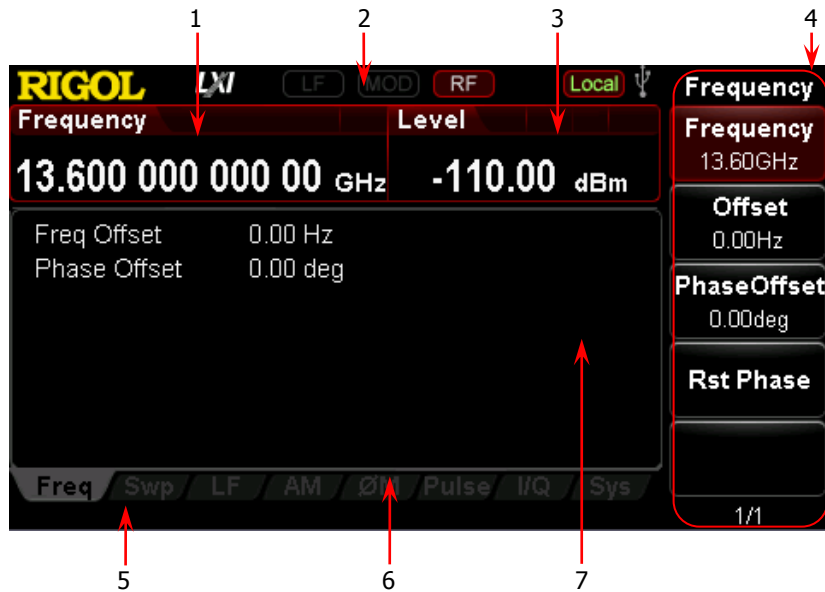 1 2 3 4
RIGOL LXI LF MOD RF Local
Frequency Level
13.600 000 000 00 GHz -110.00 dBm
Freq Offset 0.00 Hz
Phase Offset 0.00 deg
Frequency
Frequency
13.60GHz
Offset
0.00Hz
PhaseOffset
0.00deg
Rst Phase
1/1
Freq Swp LF AM ØM Pulse I/Q Sys
5 6 7